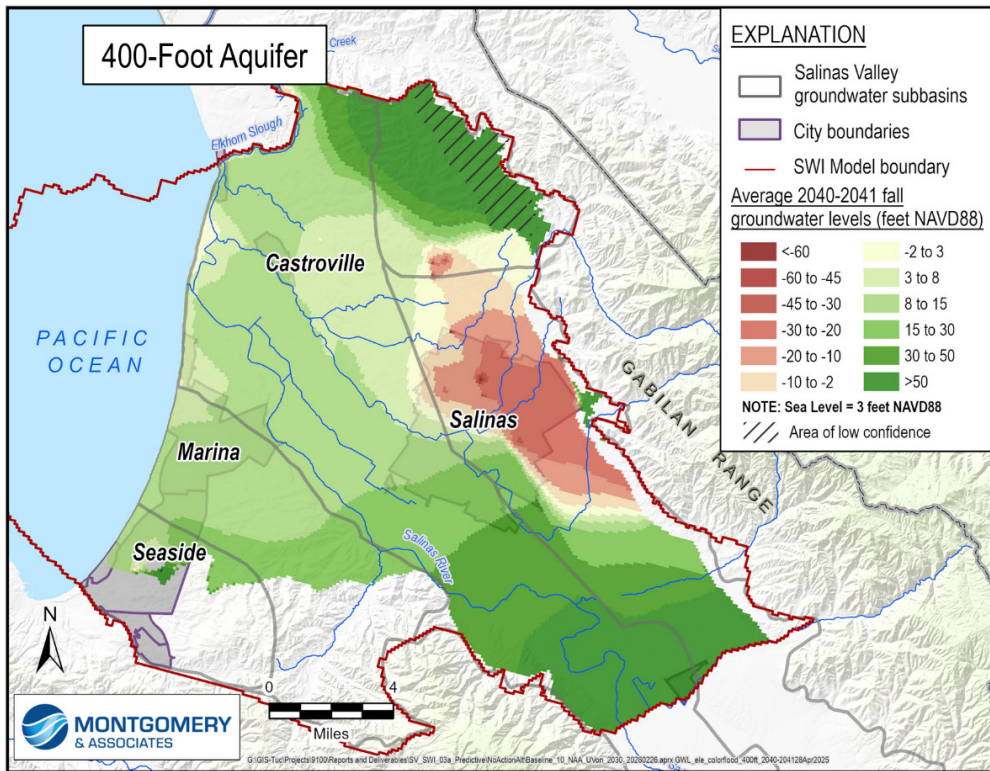 400-Foot Aquifer
Creek
Elkhorn Slough
Castroville
PACIFIC
OCEAN
Salinas
Marina
Seaside
Salinas River
GABILAN RANGE
N
0 4
Miles
MONTGOMERY
& ASSOCIATES
EXPLANATION
Salinas Valley
groundwater subbasins
City boundaries
SWI Model boundary
Average 2040-2041 fall
groundwater levels (feet NAVD88)
<-60 -2 to 3
-60 to -45 3 to 8
-45 to -30 8 to 15
-30 to -20 15 to 30
-20 to -10 30 to 50
-10 to -2 >50
NOTE: Sea Level = 3 feet NAVD88
Area of low confidence